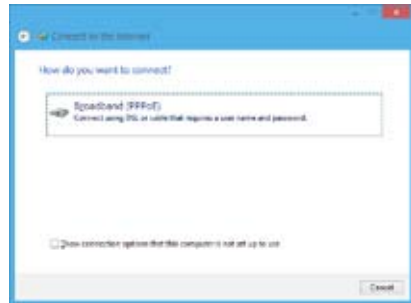 Connect to the Internet
How do you want to connect?
Broadband (PPPoE)
Connect using DSL or cable that requires a user name and password.
Show connection options that this computer is not set up to use
Cancel